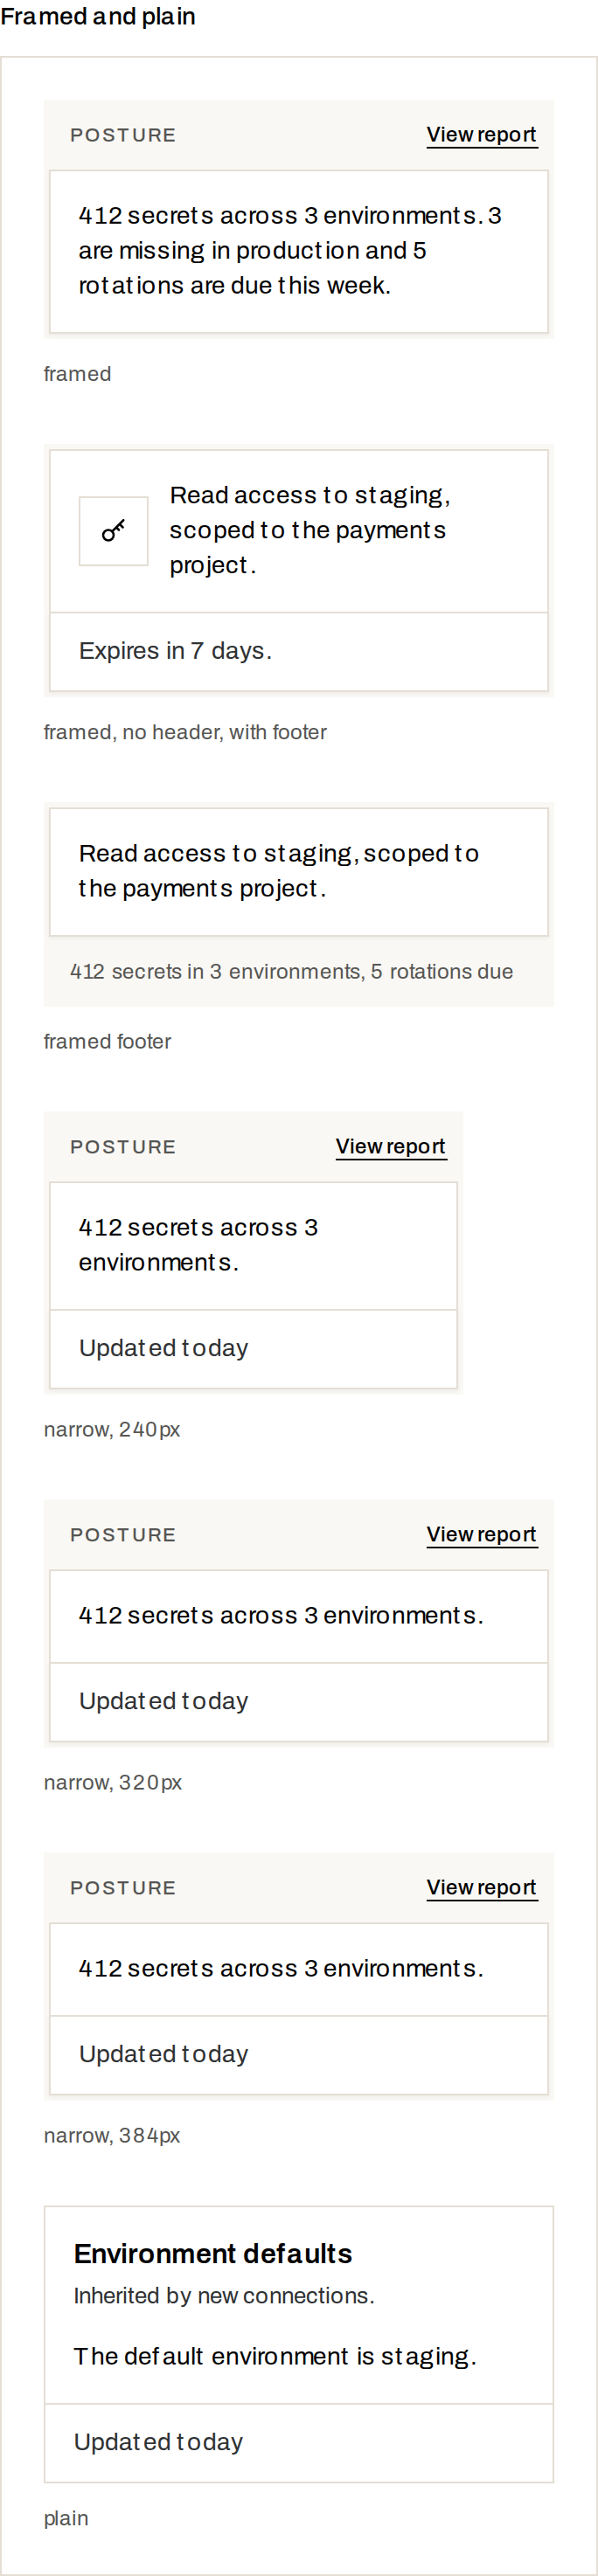 Framed and plain
POSTURE View report
412 secrets across 3 environments. 3
are missing in production and 5
rotations are due this week.
framed
Read access to staging,
scoped to the payments
project.
Expires in 7 days.
framed, no header, with footer
Read access to staging, scoped to
the payments project.
412 secrets in 3 environments, 5 rotations due
framed footer
POSTURE View report
412 secrets across 3
environments.
Updated today
narrow, 240px
POSTURE View report
412 secrets across 3 environments.
Updated today
narrow, 320px
POSTURE View report
412 secrets across 3 environments.
Updated today
narrow, 384px
Environment defaults
Inherited by new connections.
The default environment is staging.
Updated today
plain